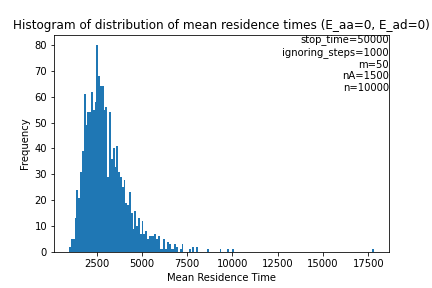 Histogram of distribution of mean residence times (E_aa=0, E_ad=0)
stop_time=50000
ignoring_steps=1000
m=50
nA=1500
n=10000
Frequency
80
70
60
50
40
30
20
10
0
2500 5000 7500 10000 12500 15000 17500
Mean Residence Time